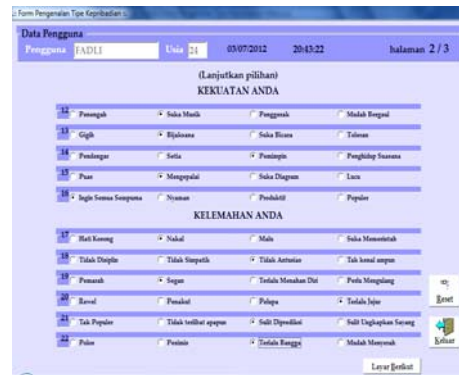 Form Pengenalan Tipe Kepribadian
Data Pengguna
Pengguna FADLI Usia 24 03/07/2012 20:43:22 halaman 2 / 3
(Lanjutkan pilihan)
KEKUATAN ANDA
12 Penengah Suka Musik Penggerak Mudah Bergaul
13 Gigih Bijaksana Suka Bicara Toleran
14 Pendengar Setia Pemimpin Penghidup Suasana
15 Puas Mengepalai Suka Diagram Lucu
16 Ingin Semua Sempurna Nyaman Produktif Populer
KELEMAHAN ANDA
17 Hati Kosong Nakal Malu Suka Memerintah
18 Tidak Disiplin Tidak Simpatik Tidak Antusias Tak kenal ampun
19 Pemarah Segan Terlalu Menahan Diri Perlu Mengulang
20 Rewel Penakut Pelupa Terlalu Jujur
21 Tak Populer Tidak terlibat apapun Sulit Diprediksi Sulit Ungkapkan Sayang
22 Polos Pesimis Terlalu Bangga Mudah Menyerah
Reset
Keluar
Layar Berikut